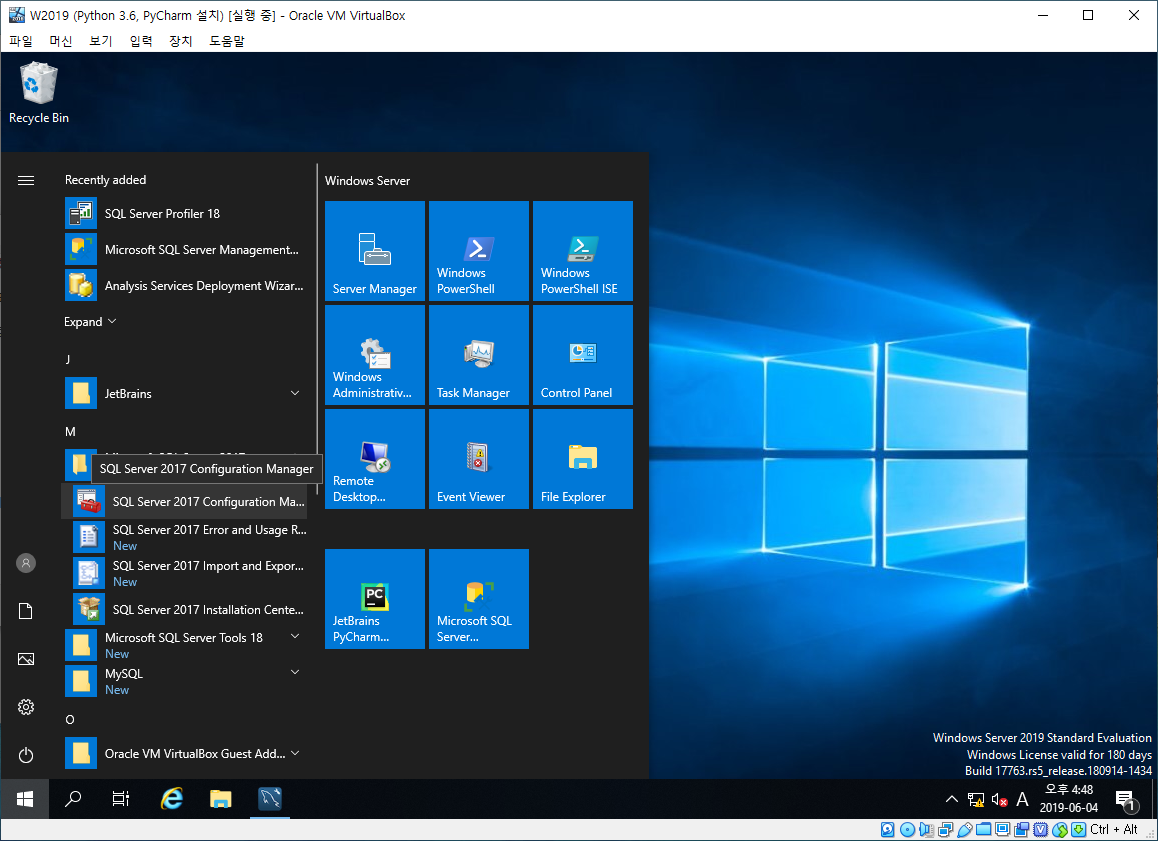 W2019 (Python 3.6, PyCharm 설치) [실행 중] - Oracle VM VirtualBox
파일 머신 보기 입력 장치 도움말
Recycle Bin
Recently added
SQL Server Profiler 18
Microsoft SQL Server Management...
Analysis Services Deployment Wizar...
Expand
J
JetBrains
M
SQL Server 2017 Configuration Manager
SQL Server 2017 Configuration Ma...
SQL Server 2017 Error and Usage R...
New
SQL Server 2017 Import and Expor...
New
SQL Server 2017 Installation Cente...
Microsoft SQL Server Tools 18
New
MySQL
New
O
Oracle VM VirtualBox Guest Add...
Windows Server
Server Manager
Windows
PowerShell
Windows
PowerShell ISE
Windows
Administrativ...
Task Manager
Control Panel
Remote
Desktop...
Event Viewer
File Explorer
PC
JetBrains
PyCharm...
Microsoft SQL
Server...
Windows Server 2019 Standard Evaluation
Windows License valid for 180 days
Build 17763.rs5_release.180914-1434
A
오후 4:48
2019-06-04
1
Ctrl + Alt